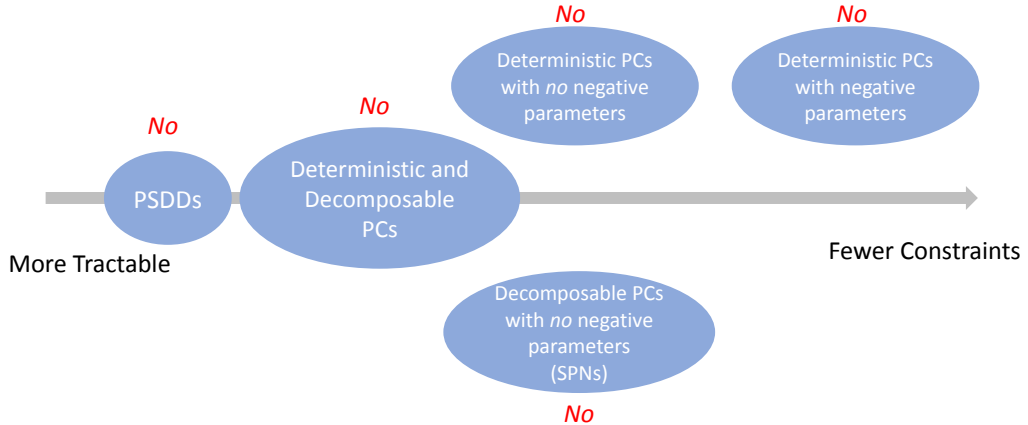 No
No
Deterministic PCs
with no negative
parameters
Deterministic PCs
with negative
parameters
No
No
PSDDs
Deterministic and
Decomposable
PCs
More Tractable
Fewer Constraints
Decomposable PCs
with no negative
parameters
(SPNs)
No